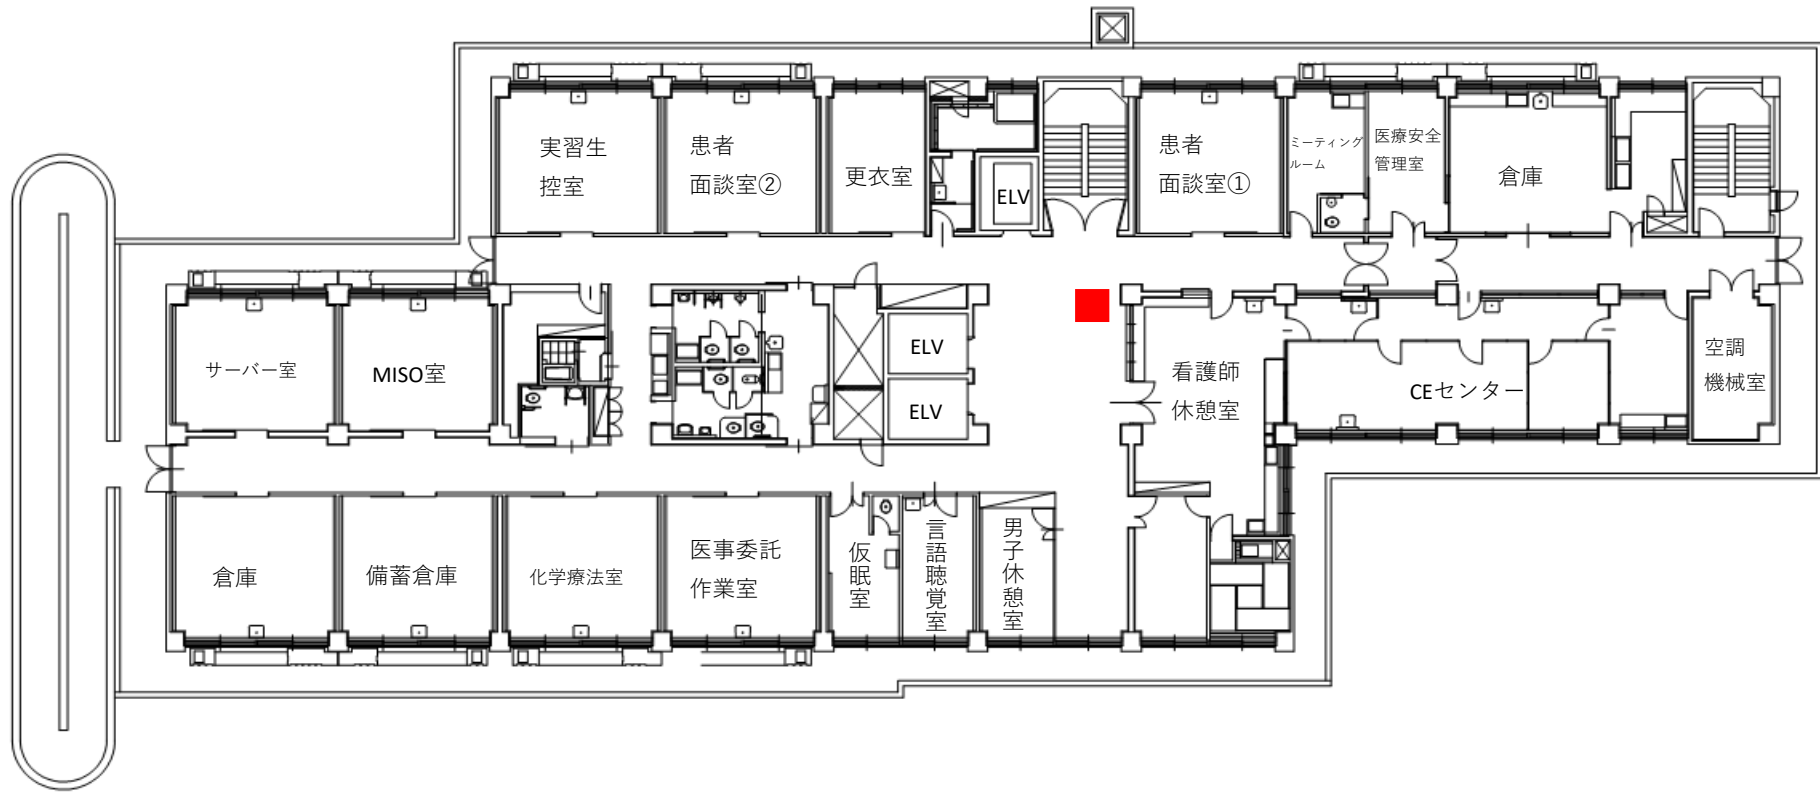 実習生
控室
患者
面談室②
更衣室
ELV
患者
面談室①
ミーティング
ルーム
医療安全
管理室
倉庫
サーバー室
MISO室
ELV
ELV
看護師
休憩室
CEセンター
空調
機械室
倉庫
備蓄倉庫
化学療法室
医事委託
作業室
仮眠室
言語聴覚室
男子休憩室